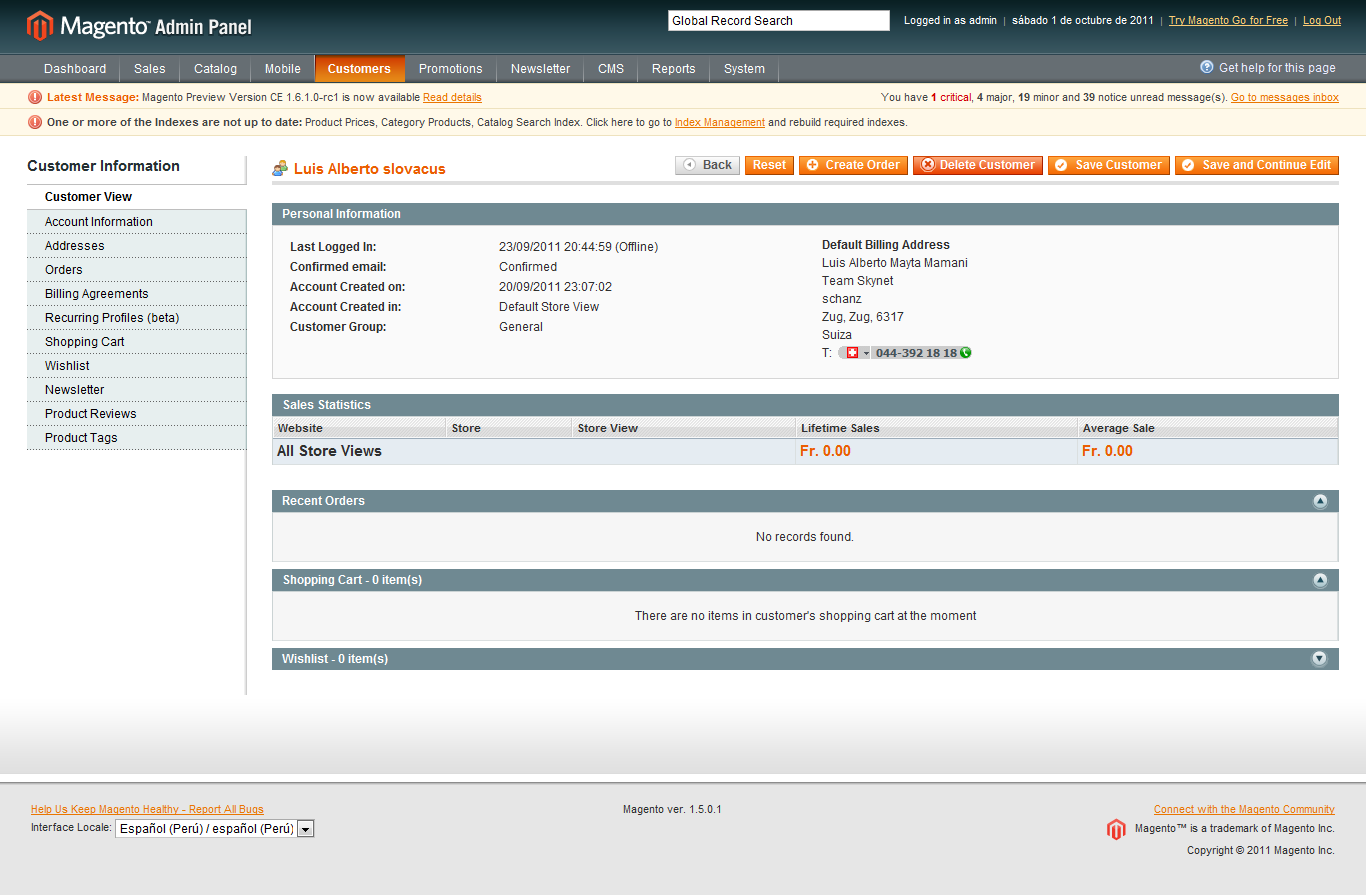 Magento™ Admin Panel
Global Record Search
Logged in as admin | sábado 1 de octubre de 2011 | Try Magento Go for Free | Log Out
Dashboard Sales Catalog Mobile Customers Promotions Newsletter CMS Reports System
Get help for this page
Latest Message: Magento Preview Version CE 1.6.1.0-rc1 is now available Read details
You have 1 critical, 4 major, 19 minor and 39 notice unread message(s). Go to messages inbox
One or more of the Indexes are not up to date: Product Prices, Category Products, Catalog Search Index. Click here to go to Index Management and rebuild required indexes.
Customer Information
Customer View
Account Information
Addresses
Orders
Billing Agreements
Recurring Profiles (beta)
Shopping Cart
Wishlist
Newsletter
Product Reviews
Product Tags
Luis Alberto slovacus
Back Reset Create Order Delete Customer Save Customer Save and Continue Edit
Personal Information
Last Logged In: 23/09/2011 20:44:59 (Offline)
Confirmed email: Confirmed
Account Created on: 20/09/2011 23:07:02
Account Created in: Default Store View
Customer Group: General
Default Billing Address
Luis Alberto Mayta Mamani
Team Skynet
schanz
Zug, Zug, 6317
Suiza
T: 044-392 18 18
Sales Statistics
Website Store Store View Lifetime Sales Average Sale
All Store Views Fr. 0.00 Fr. 0.00
Recent Orders
No records found.
Shopping Cart - 0 item(s)
There are no items in customer's shopping cart at the moment
Wishlist - 0 item(s)
Help Us Keep Magento Healthy - Report All Bugs
Interface Locale: Español (Perú) / español (Perú)
Magento ver. 1.5.0.1
Connect with the Magento Community
Magento™ is a trademark of Magento Inc.
Copyright © 2011 Magento Inc.